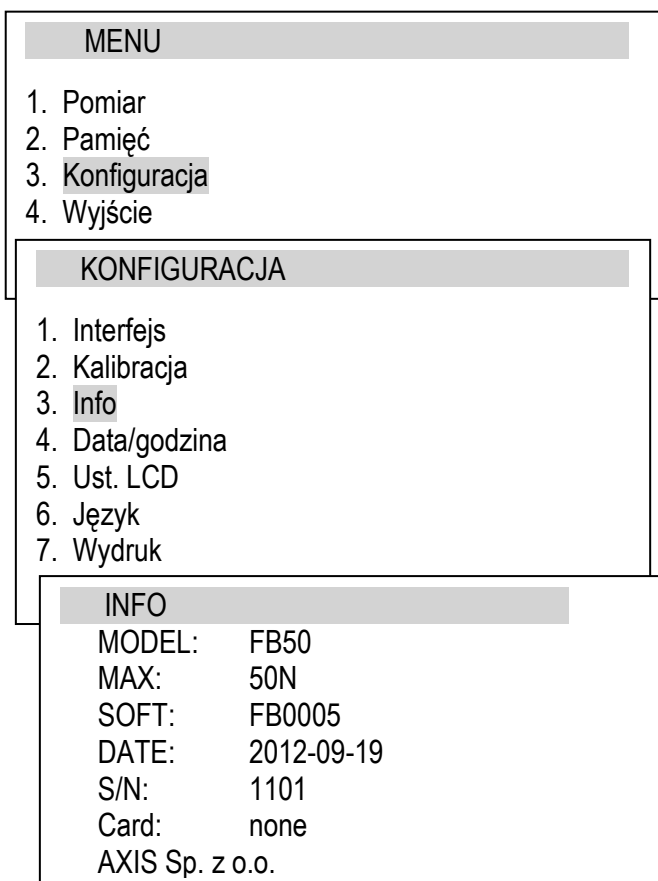 MENU
1. Pomiar
2. Pamięć
3. Konfiguracja
4. Wyjście
KONFIGURACJA
1. Interfejs
2. Kalibracja
3. Info
4. Data/godzina
5. Ust. LCD
6. Język
7. Wydruk
INFO
MODEL: FB50
MAX: 50N
SOFT: FB0005
DATE: 2012-09-19
S/N: 1101
Card: none
AXIS Sp. z o.o.